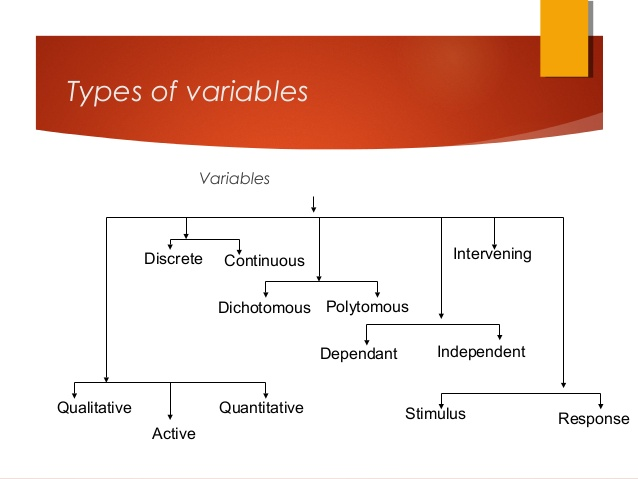 Types of variables
Variables
Discrete
Continuous
Intervening
Dichotomous
Polytomous
Dependant
Independent
Qualitative
Active
Quantitative
Stimulus
Response